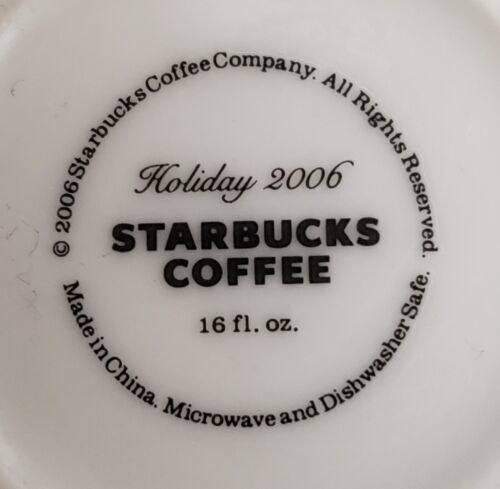 © 2006 Starbucks Coffee Company. All Rights Reserved.
Holiday 2006
STARBUCKS
COFFEE
16 fl. oz.
Made in China. Microwave and Dishwasher Safe.